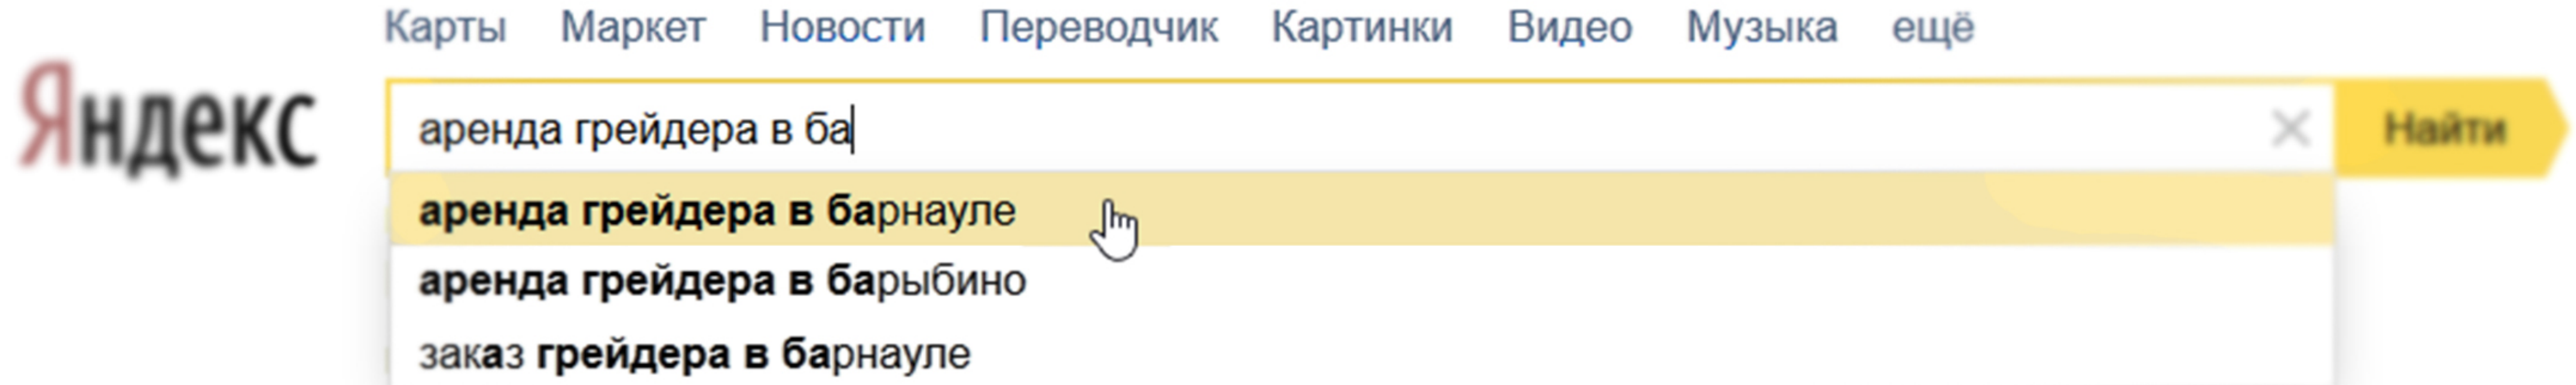 Карты Маркет Новости Переводчик Картинки Видео Музыка ещё
Яндекс
аренда грейдера в ба
Найти
аренда грейдера в барнауле
аренда грейдера в барыбино
заказ грейдера в барнауле